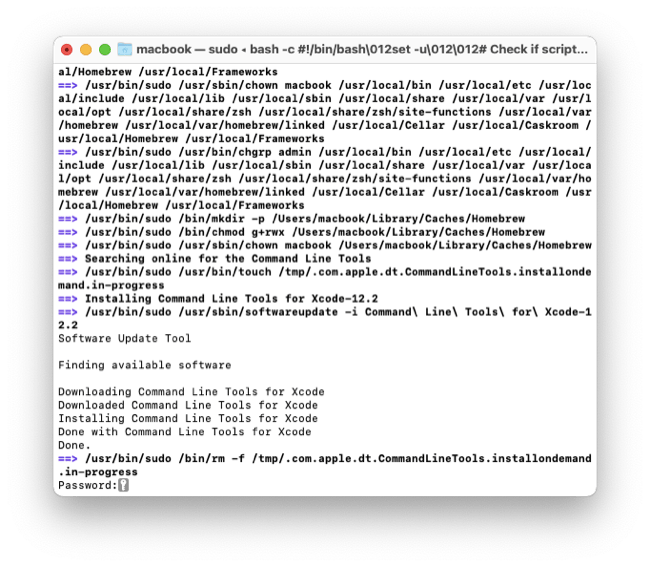 macbook — sudo ◂ bash -c #!/bin/bash\012set -u\012\012# Check if script...
al/Homebrew /usr/local/Frameworks
==> /usr/bin/sudo /usr/sbin/chown macbook /usr/local/bin /usr/local/etc /usr/loc
al/include /usr/local/lib /usr/local/sbin /usr/local/share /usr/local/var /usr/l
ocal/opt /usr/local/share/zsh /usr/local/share/zsh/site-functions /usr/local/var
/homebrew /usr/local/var/homebrew/linked /usr/local/Cellar /usr/local/Caskroom /
usr/local/Homebrew /usr/local/Frameworks
==> /usr/bin/sudo /usr/bin/chgrp admin /usr/local/bin /usr/local/etc /usr/local/
include /usr/local/lib /usr/local/sbin /usr/local/share /usr/local/var /usr/loca
l/opt /usr/local/share/zsh /usr/local/share/zsh/site-functions /usr/local/var/ho
mebrew /usr/local/var/homebrew/linked /usr/local/Cellar /usr/local/Caskroom /usr
/local/Homebrew /usr/local/Frameworks
==> /usr/bin/sudo /bin/mkdir -p /Users/macbook/Library/Caches/Homebrew
==> /usr/bin/sudo /bin/chmod g+rwx /Users/macbook/Library/Caches/Homebrew
==> /usr/bin/sudo /usr/sbin/chown macbook /Users/macbook/Library/Caches/Homebrew
==> Searching online for the Command Line Tools
==> /usr/bin/sudo /usr/bin/touch /tmp/.com.apple.dt.CommandLineTools.installonde
mand.in-progress
==> Installing Command Line Tools for Xcode-12.2
==> /usr/bin/sudo /usr/sbin/softwareupdate -i Command\ Line\ Tools\ for\ Xcode-1
2.2
Software Update Tool
Finding available software
Downloading Command Line Tools for Xcode
Downloaded Command Line Tools for Xcode
Installing Command Line Tools for Xcode
Done with Command Line Tools for Xcode
Done.
==> /usr/bin/sudo /bin/rm -f /tmp/.com.apple.dt.CommandLineTools.installondemand
.in-progress
Password: